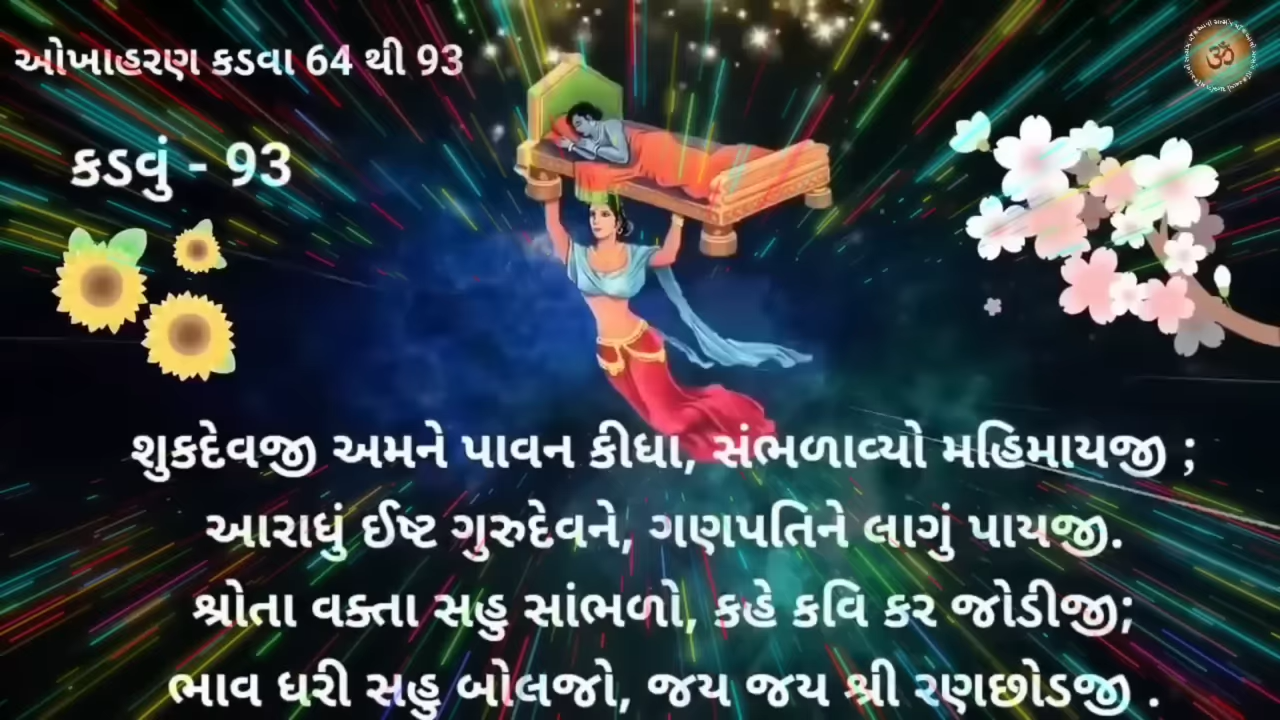 ઓખાહરણ કડવા 64 થી 93
ૐ
કડવું - 93
શુકદેવજી અમને પાવન કીધા, સંભળાવ્યો મહિમાયજી ;
આરાધું ઈષ્ટ ગુરુદેવને, ગણપતિને લાગું પાયજી.
શ્રોતા વક્તા સહુ સાંભળો, કહે કવિ કર જોડીજી;
ભાવ ધરી સહુ બોલજો, જય જય શ્રી રણછોડજી .